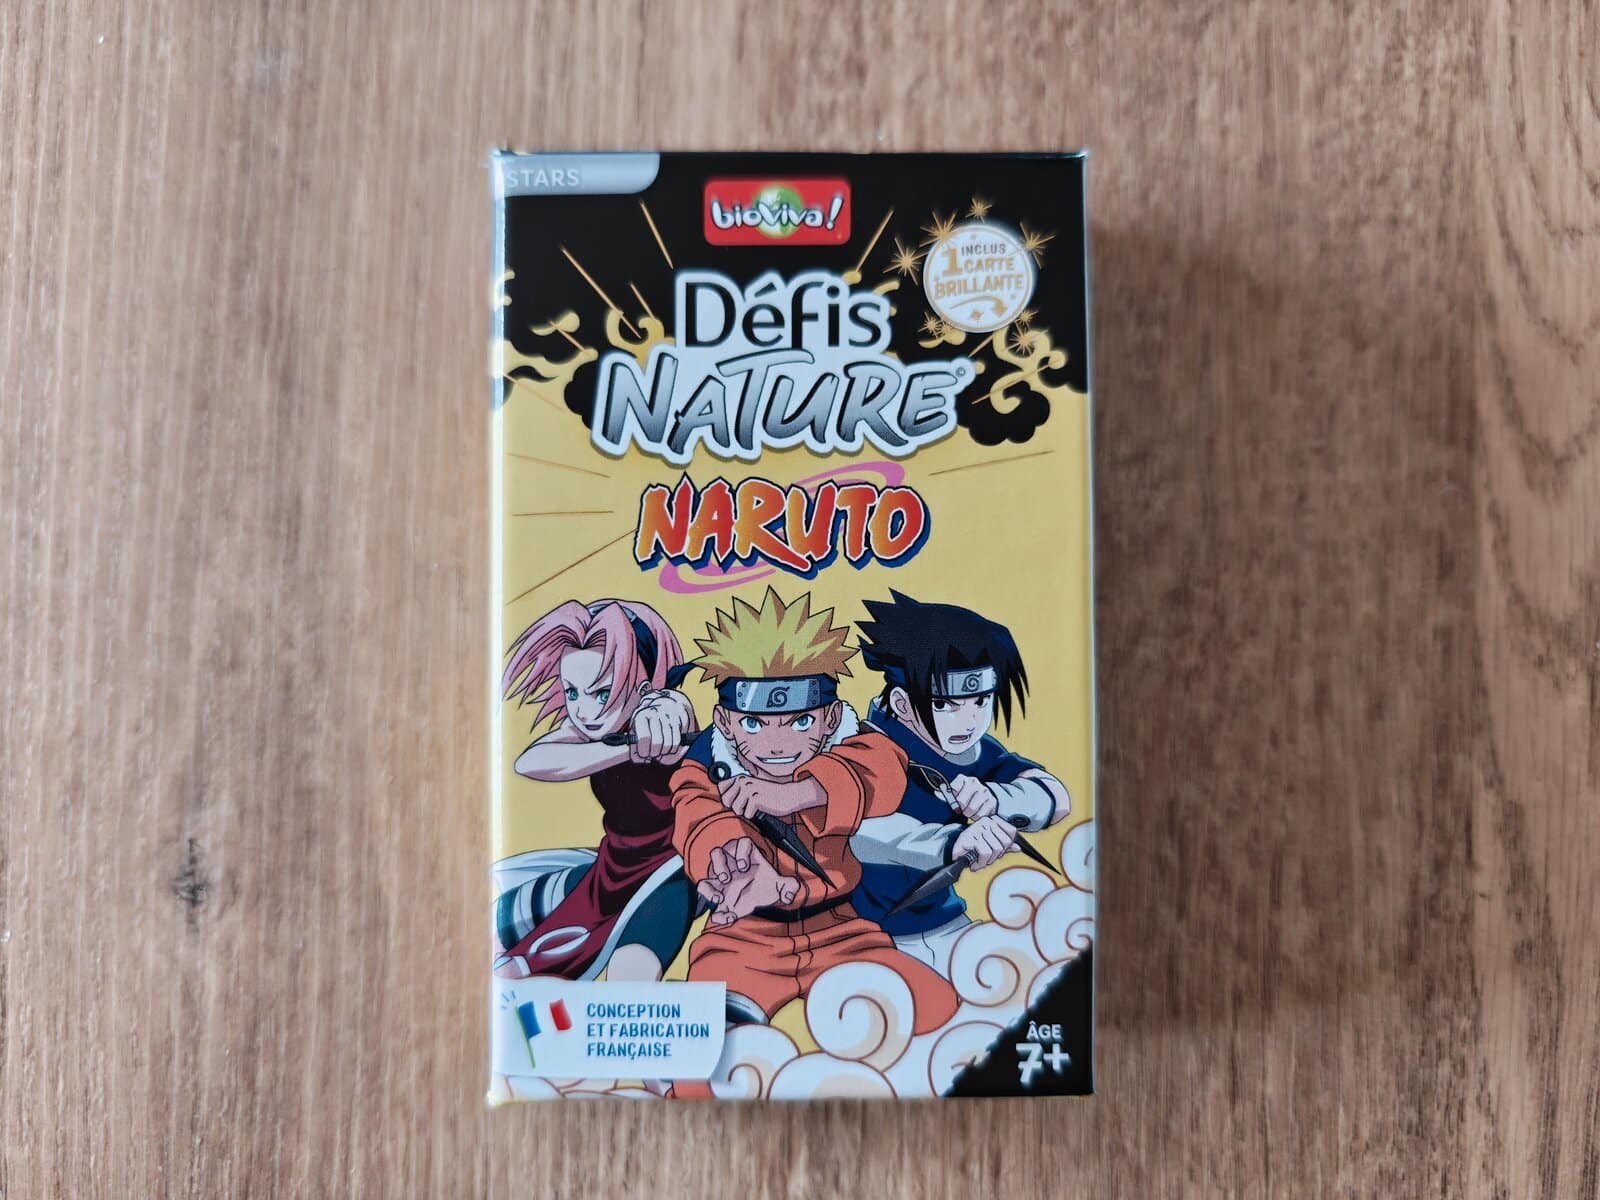 STARS
bioviva!
INCLUS
1 CARTE
BRILLANTE
Défis
NATURE©
NARUTO
CONCEPTION
ET FABRICATION
FRANÇAISE
ÂGE
7+